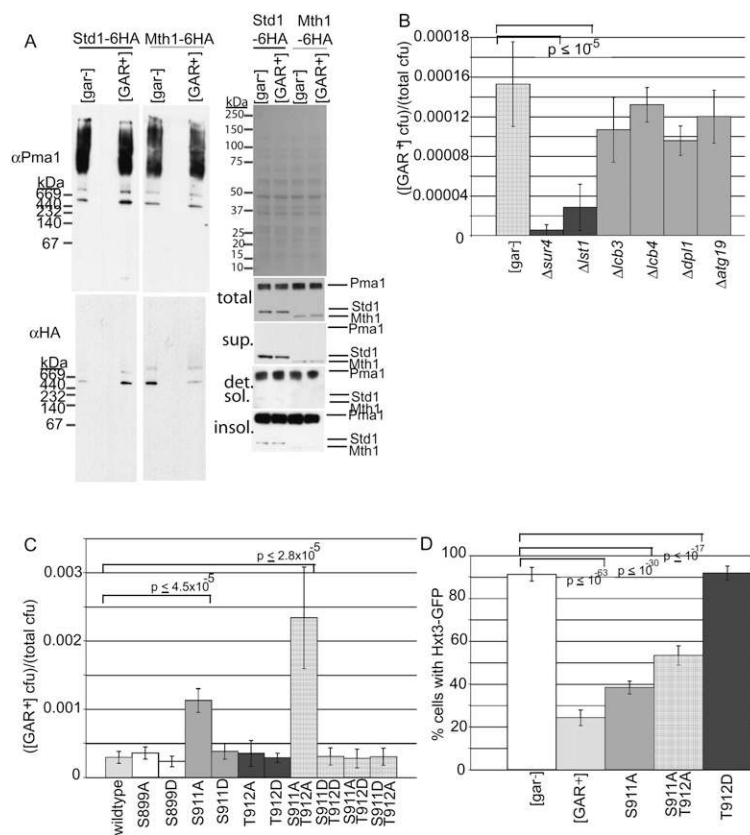 A
Std1-6HA Mth1-6HA
[gar-]
[GAR+]
[gar-]
[GAR+]
αPma1
kDa
669
440
232
140
67
αHA
kDa
669
440
232
140
67
Std1 -6HA
Mth1 -6HA
[gar-]
[GAR+]
[gar-]
[GAR+]
kDa
250
150
100
75
50
37
25
20
15
10
total
Pma1
Std1
Mth1
sup.
Pma1
Std1
Mth1
det. sol.
Pma1
Std1
Mth1
insol.
Pma1
Std1
Mth1
B
([GAR+] cfu)/(total cfu)
0.00018
0.00016
0.00012
0.00008
0.00004
0
p ≤ 10-5
[gar-]
Δsur4
Δlst1
Δlcb3
Δlcb4
Δdpl1
Δatg19
C
([GAR+] cfu)/(total cfu)
0.003
0.002
0.001
0
p ≤ 2.8x10-5
p ≤ 4.5x10-5
wildtype
S899A
S899D
S911A
S911D
T912A
T912D
S911A T912A
S911D T912D
S911A T912D
S911D T912A
D
% cells with Hxt3-GFP
100
80
60
40
20
0
p ≤ 10-17
p ≤ 10-30
p ≤ 10-63
[gar-]
[GAR+]
S911A
S911A T912A
T912D